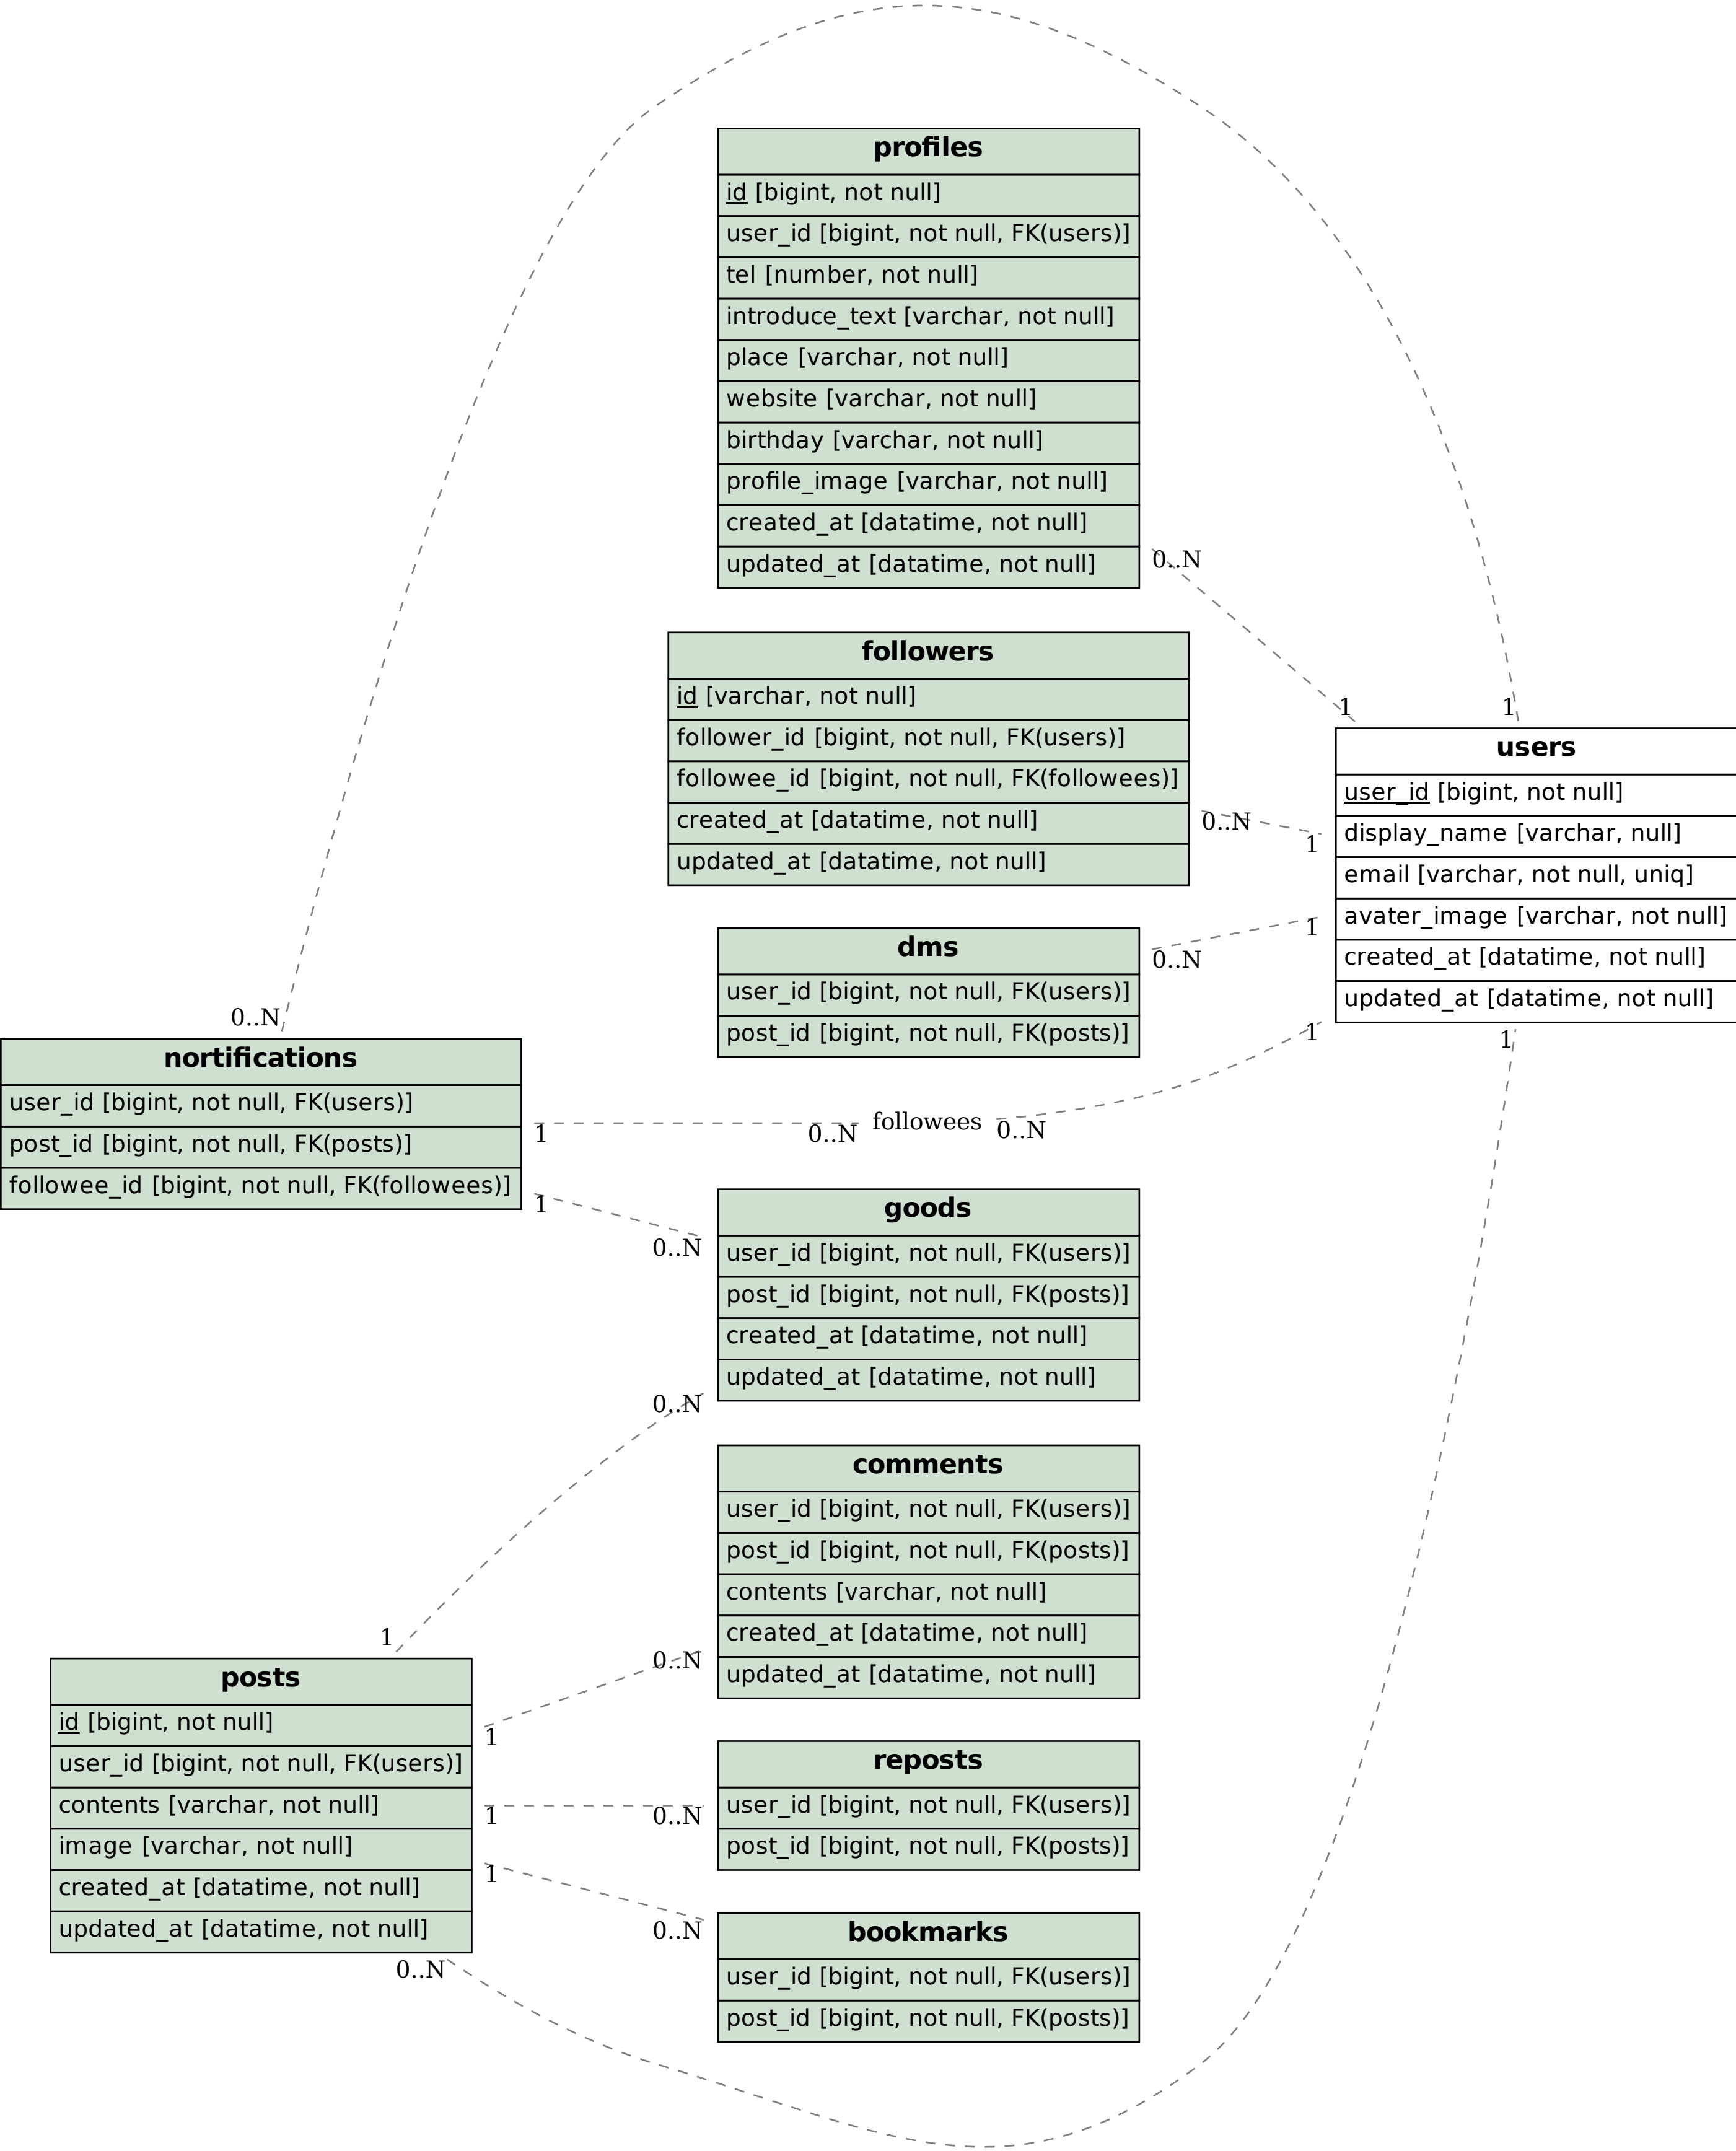 profiles
id [bigint, not null]
user_id [bigint, not null, FK(users)]
tel [number, not null]
introduce_text [varchar, not null]
place [varchar, not null]
website [varchar, not null]
birthday [varchar, not null]
profile_image [varchar, not null]
created_at [datatime, not null]
updated_at [datatime, not null]
0..N
1
1
followers
id [varchar, not null]
follower_id [bigint, not null, FK(users)]
followee_id [bigint, not null, FK(followees)]
created_at [datatime, not null]
updated_at [datatime, not null]
0..N
1
users
user_id [bigint, not null]
display_name [varchar, null]
email [varchar, not null, uniq]
avater_image [varchar, not null]
created_at [datatime, not null]
updated_at [datatime, not null]
dms
user_id [bigint, not null, FK(users)]
post_id [bigint, not null, FK(posts)]
0..N
1
1
1
0..N
nortifications
user_id [bigint, not null, FK(users)]
post_id [bigint, not null, FK(posts)]
followee_id [bigint, not null, FK(followees)]
1
0..N
followees
0..N
1
0..N
goods
user_id [bigint, not null, FK(users)]
post_id [bigint, not null, FK(posts)]
created_at [datatime, not null]
updated_at [datatime, not null]
0..N
1
comments
user_id [bigint, not null, FK(users)]
post_id [bigint, not null, FK(posts)]
contents [varchar, not null]
created_at [datatime, not null]
updated_at [datatime, not null]
0..N
1
posts
id [bigint, not null]
user_id [bigint, not null, FK(users)]
contents [varchar, not null]
image [varchar, not null]
created_at [datatime, not null]
updated_at [datatime, not null]
reposts
user_id [bigint, not null, FK(users)]
post_id [bigint, not null, FK(posts)]
1
0..N
1
0..N
0..N
bookmarks
user_id [bigint, not null, FK(users)]
post_id [bigint, not null, FK(posts)]